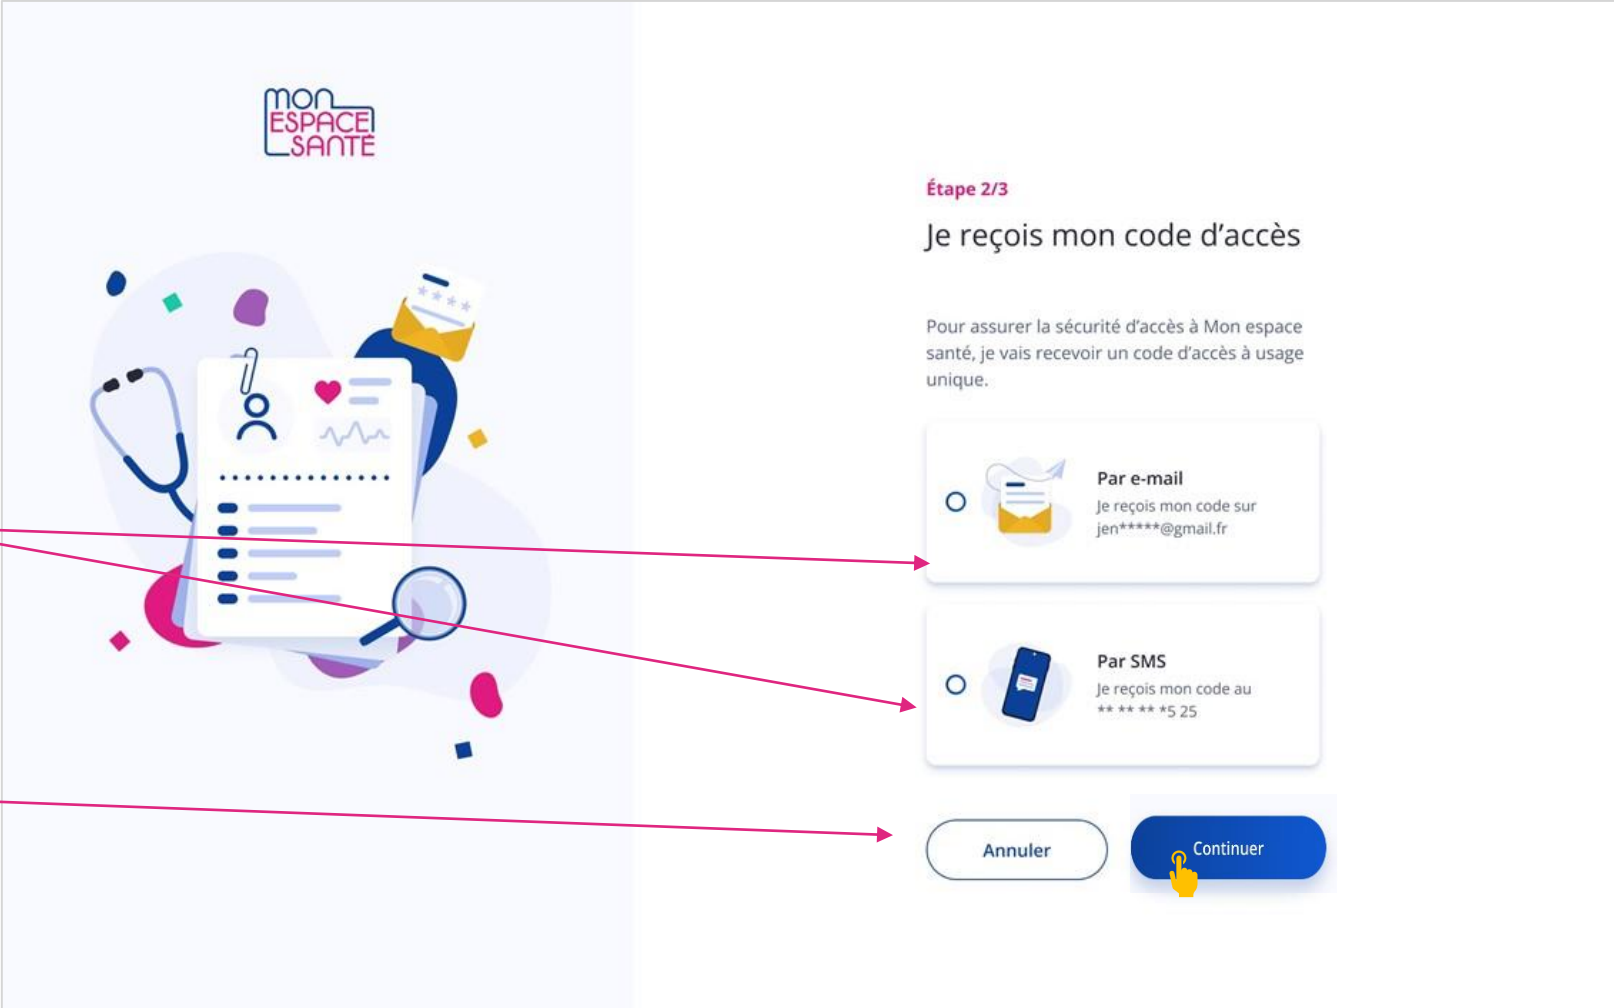 mon
ESPACE
SANTÉ
Étape 2/3
Je reçois mon code d’accès
Pour assurer la sécurité d’accès à Mon espace
santé, je vais recevoir un code d’accès à usage
unique.
Par e-mail
Je reçois mon code sur
jen*****@gmail.fr
Par SMS
Je reçois mon code au
** ** ** *5 25
Annuler
Continuer